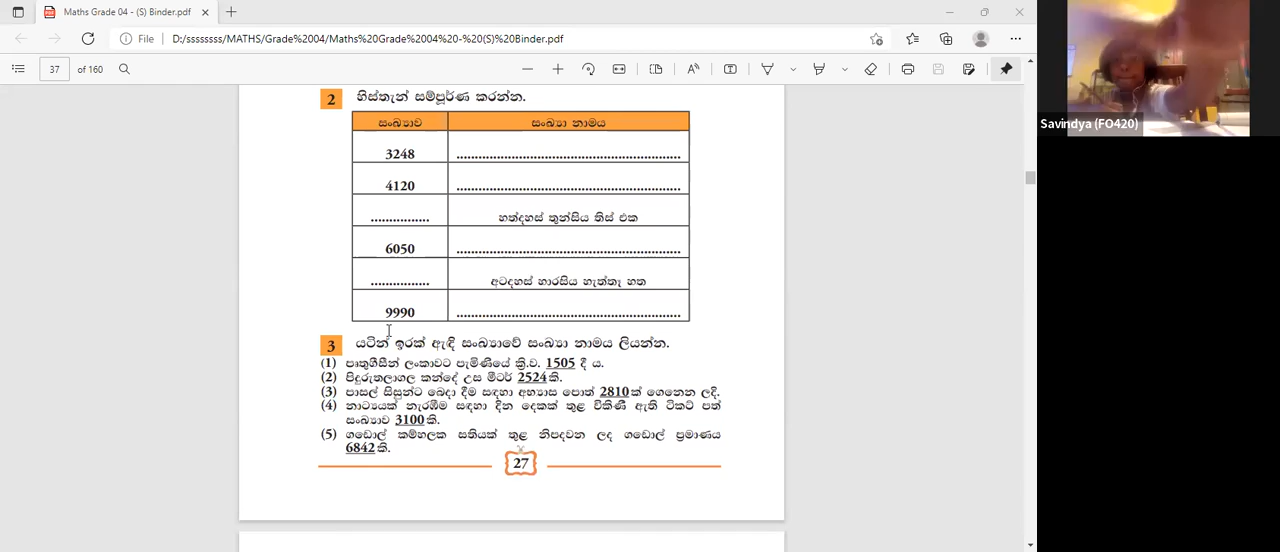 Maths Grade 04 - (S) Binder.pdf
File D:/ssssssss/MATHS/Grade%2004/Maths%20Grade%2004%20-%20(S)%20Binder.pdf
37 of 160
2 හිස්තැන් සම්පූර්ණ කරන්න.
සංඛ්‍යාව සංඛ්‍යා නාමය
3248 ..............................................................
4120 ..............................................................
................ හත්දහස් තුන්සිය තිස් එක
6050 ..............................................................
................ අටදහස් හාරසිය හැත්තෑ හත
9990 ..............................................................
3 යටින් ඉරක් ඇඳි සංඛ්‍යාවේ සංඛ්‍යා නාමය ලියන්න.
(1) පෘතුගීසීන් ලංකාවට පැමිණියේ ක්‍රි.ව. 1505 දී ය.
(2) පිදුරුතලාගල කන්දේ උස මීටර් 2524 කි.
(3) පාසල් සිසුන්ට බෙදා දීම සඳහා අභ්‍යාස පොත් 2810 ක් ගෙනෙන ලදි.
(4) නාට්‍යයක් නැරඹීම සඳහා දින දෙකක් තුළ විකිණී ඇති ටිකට් පත්
සංඛ්‍යාව 3100 කි.
(5) ගඩොල් කම්හලක සතියක් තුළ නිපදවන ලද ගඩොල් ප්‍රමාණය
6842 කි.
27
Savindya (FO420)